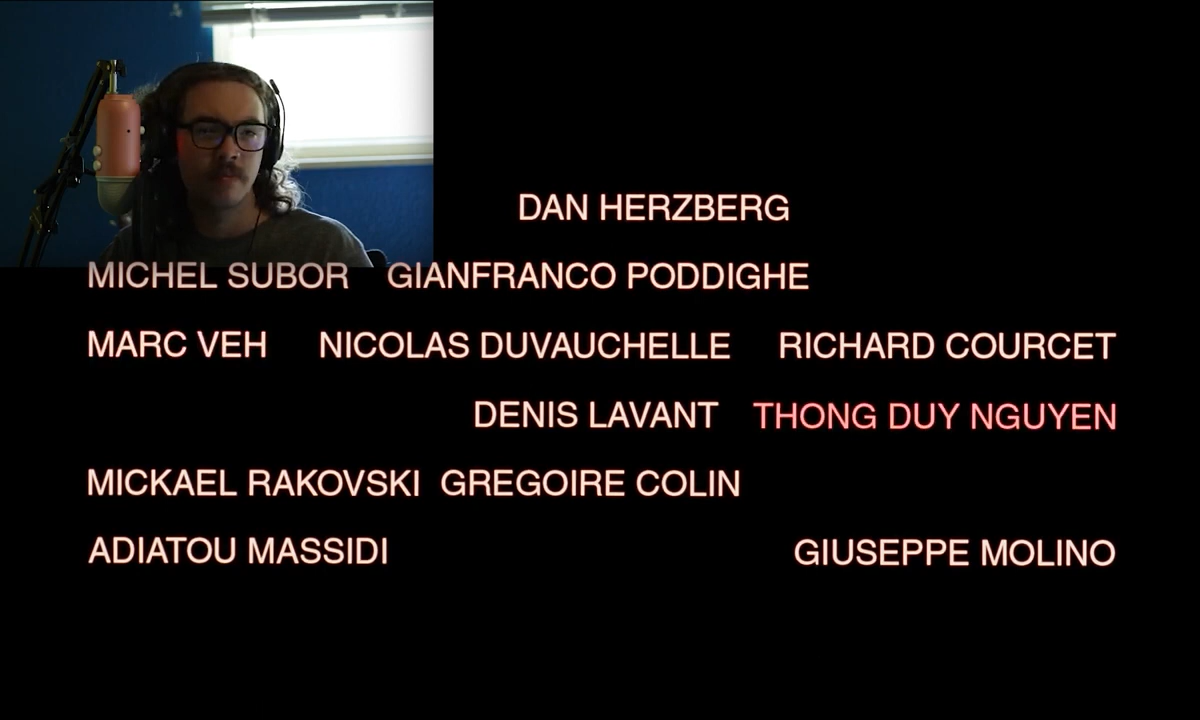 DAN HERZBERG
MICHEL SUBOR GIANFRANCO PODDIGHE
MARC VEH NICOLAS DUVAUCHELLE RICHARD COURCET
DENIS LAVANT THONG DUY NGUYEN
MICKAEL RAKOVSKI GREGOIRE COLIN
ADIATOU MASSIDI GIUSEPPE MOLINO